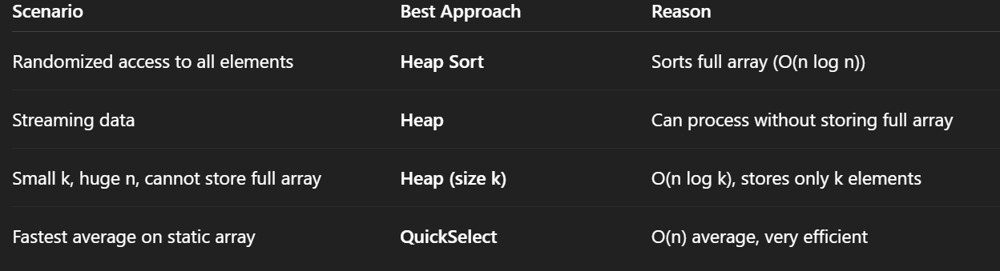 Scenario Best Approach Reason
Randomized access to all elements Heap Sort Sorts full array (O(n log n))
Streaming data Heap Can process without storing full array
Small k, huge n, cannot store full array Heap (size k) O(n log k), stores only k elements
Fastest average on static array QuickSelect O(n) average, very efficient